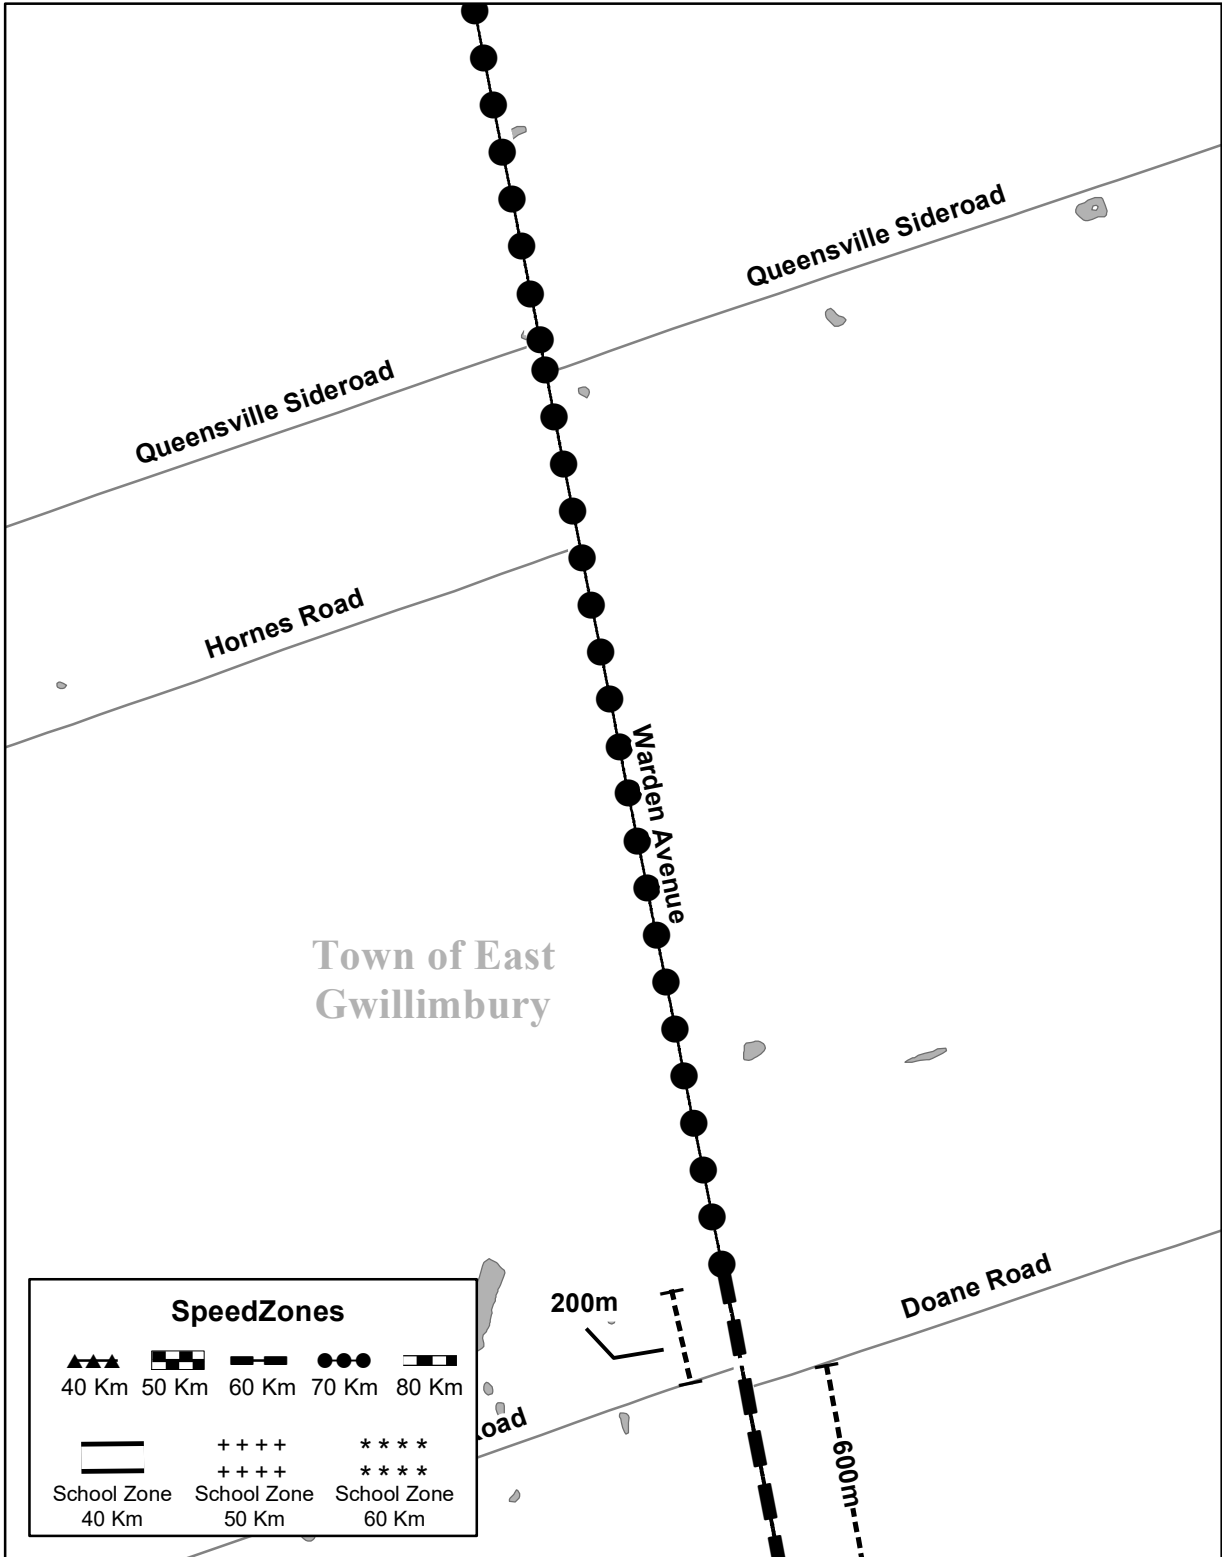 Queensville Sideroad
Queensville Sideroad
Hornes Road
Warden Avenue
Town of East
Gwillimbury
Doane Road
200m
600m
Road
SpeedZones
40 Km 50 Km 60 Km 70 Km 80 Km
School Zone School Zone School Zone
40 Km 50 Km 60 Km